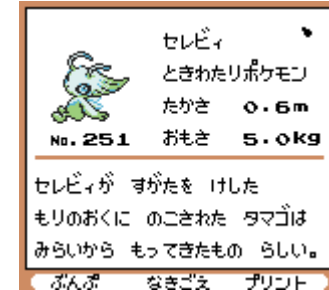 セレビィ
ときわたりポケモン
たかさ 0.6m
No.251 おもさ 5.0kg
セレビィが すがたを けした
もりのおくに のこされた タマゴは
みらいから もってきたもの らしい。
ぶんぷ なきごえ プリント